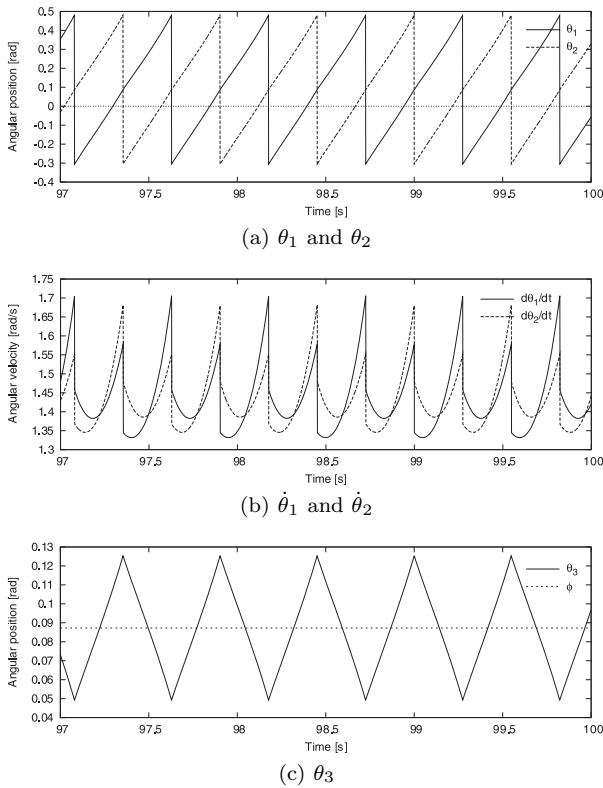 0.5
0.4
0.3
0.2
0.1
0
-0.1
-0.2
-0.3
-0.4
Angular position [rad]
θ1
θ2
97 97.5 98 98.5 99 99.5 100
Time [s]
(a) θ1 and θ2
1.75
1.7
1.65
1.6
1.55
1.5
1.45
1.4
1.35
1.3
Angular velocity [rad/s]
dθ1/dt
dθ2/dt
97 97.5 98 98.5 99 99.5 100
Time [s]
(b) θ̇1 and θ̇2
0.13
0.12
0.11
0.1
0.09
0.08
0.07
0.06
0.05
0.04
Angular position [rad]
θ3
ϕ
97 97.5 98 98.5 99 99.5 100
Time [s]
(c) θ3